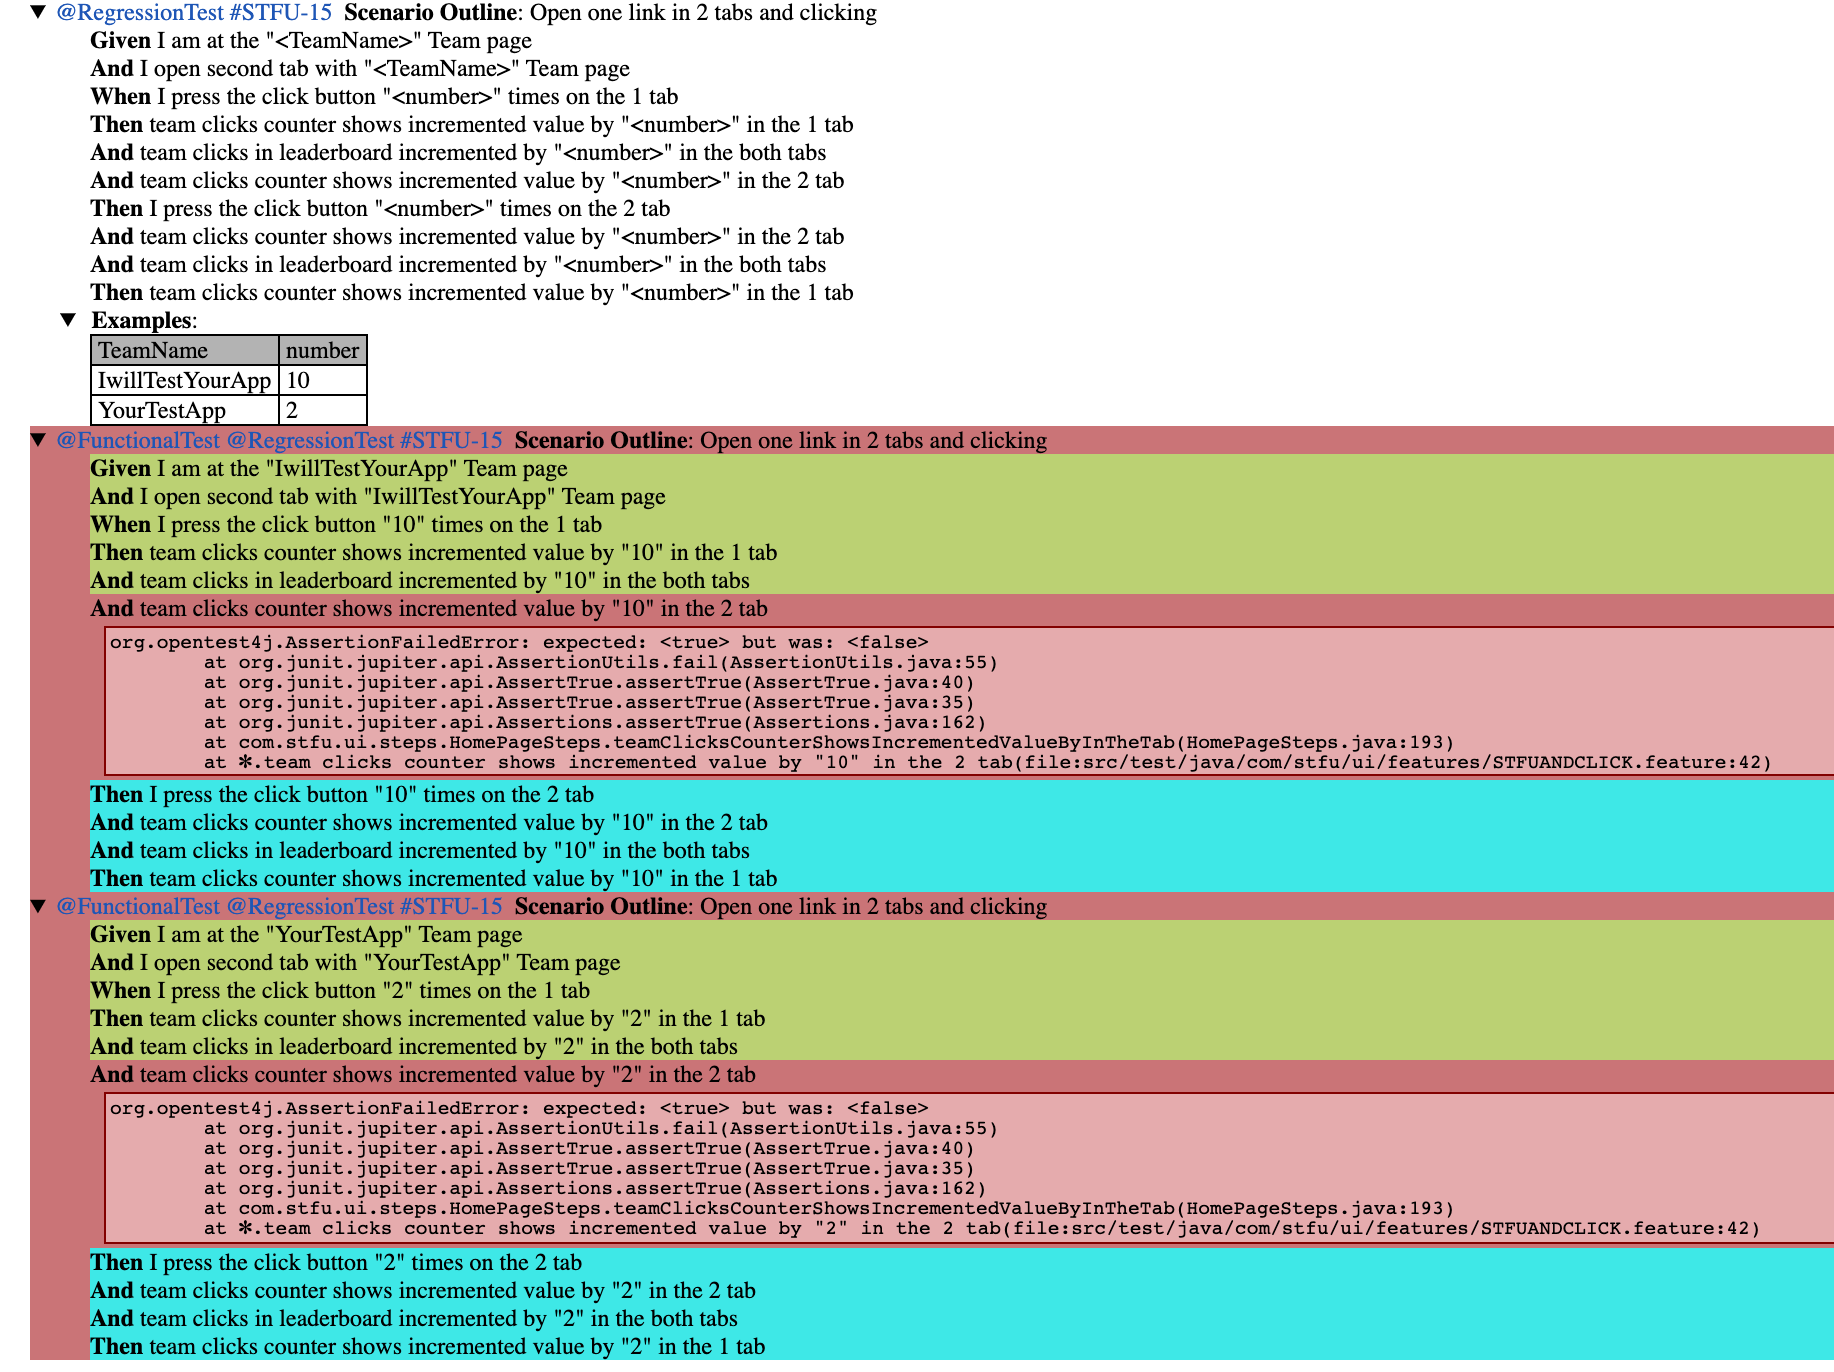 ▼ @RegressionTest #STFU-15 Scenario Outline: Open one link in 2 tabs and clicking
Given I am at the "<TeamName>" Team page
And I open second tab with "<TeamName>" Team page
When I press the click button "<number>" times on the 1 tab
Then team clicks counter shows incremented value by "<number>" in the 1 tab
And team clicks in leaderboard incremented by "<number>" in the both tabs
And team clicks counter shows incremented value by "<number>" in the 2 tab
Then I press the click button "<number>" times on the 2 tab
And team clicks counter shows incremented value by "<number>" in the 2 tab
And team clicks in leaderboard incremented by "<number>" in the both tabs
Then team clicks counter shows incremented value by "<number>" in the 1 tab
▼ Examples:
TeamName number
IwillTestYourApp 10
YourTestApp 2
▼ @FunctionalTest @RegressionTest #STFU-15 Scenario Outline: Open one link in 2 tabs and clicking
Given I am at the "IwillTestYourApp" Team page
And I open second tab with "IwillTestYourApp" Team page
When I press the click button "10" times on the 1 tab
Then team clicks counter shows incremented value by "10" in the 1 tab
And team clicks in leaderboard incremented by "10" in the both tabs
And team clicks counter shows incremented value by "10" in the 2 tab
org.opentest4j.AssertionFailedError: expected: <true> but was: <false>
at org.junit.jupiter.api.AssertionUtils.fail(AssertionUtils.java:55)
at org.junit.jupiter.api.AssertTrue.assertTrue(AssertTrue.java:40)
at org.junit.jupiter.api.AssertTrue.assertTrue(AssertTrue.java:35)
at org.junit.jupiter.api.Assertions.assertTrue(Assertions.java:162)
at com.stfu.ui.steps.HomePageSteps.teamClicksCounterShowsIncrementedValueByInTheTab(HomePageSteps.java:193)
at ✽.team clicks counter shows incremented value by "10" in the 2 tab(file:src/test/java/com/stfu/ui/features/STFUANDCLICK.feature:42)
Then I press the click button "10" times on the 2 tab
And team clicks counter shows incremented value by "10" in the 2 tab
And team clicks in leaderboard incremented by "10" in the both tabs
Then team clicks counter shows incremented value by "10" in the 1 tab
▼ @FunctionalTest @RegressionTest #STFU-15 Scenario Outline: Open one link in 2 tabs and clicking
Given I am at the "YourTestApp" Team page
And I open second tab with "YourTestApp" Team page
When I press the click button "2" times on the 1 tab
Then team clicks counter shows incremented value by "2" in the 1 tab
And team clicks in leaderboard incremented by "2" in the both tabs
And team clicks counter shows incremented value by "2" in the 2 tab
org.opentest4j.AssertionFailedError: expected: <true> but was: <false>
at org.junit.jupiter.api.AssertionUtils.fail(AssertionUtils.java:55)
at org.junit.jupiter.api.AssertTrue.assertTrue(AssertTrue.java:40)
at org.junit.jupiter.api.AssertTrue.assertTrue(AssertTrue.java:35)
at org.junit.jupiter.api.Assertions.assertTrue(Assertions.java:162)
at com.stfu.ui.steps.HomePageSteps.teamClicksCounterShowsIncrementedValueByInTheTab(HomePageSteps.java:193)
at ✽.team clicks counter shows incremented value by "2" in the 2 tab(file:src/test/java/com/stfu/ui/features/STFUANDCLICK.feature:42)
Then I press the click button "2" times on the 2 tab
And team clicks counter shows incremented value by "2" in the 2 tab
And team clicks in leaderboard incremented by "2" in the both tabs
Then team clicks counter shows incremented value by "2" in the 1 tab